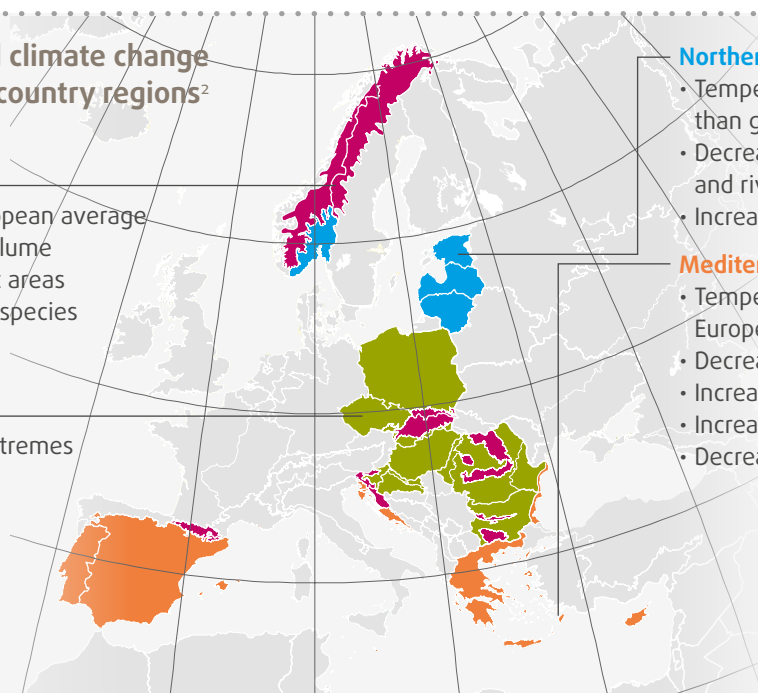 climate change
country regions²
pean average
lume
areas
species
tremes
Norther
• Tempe
than g
• Decrea
and riv
• Increa
Mediter
• Tempe
Europe
• Decrea
• Increa
• Increa
• Decrea